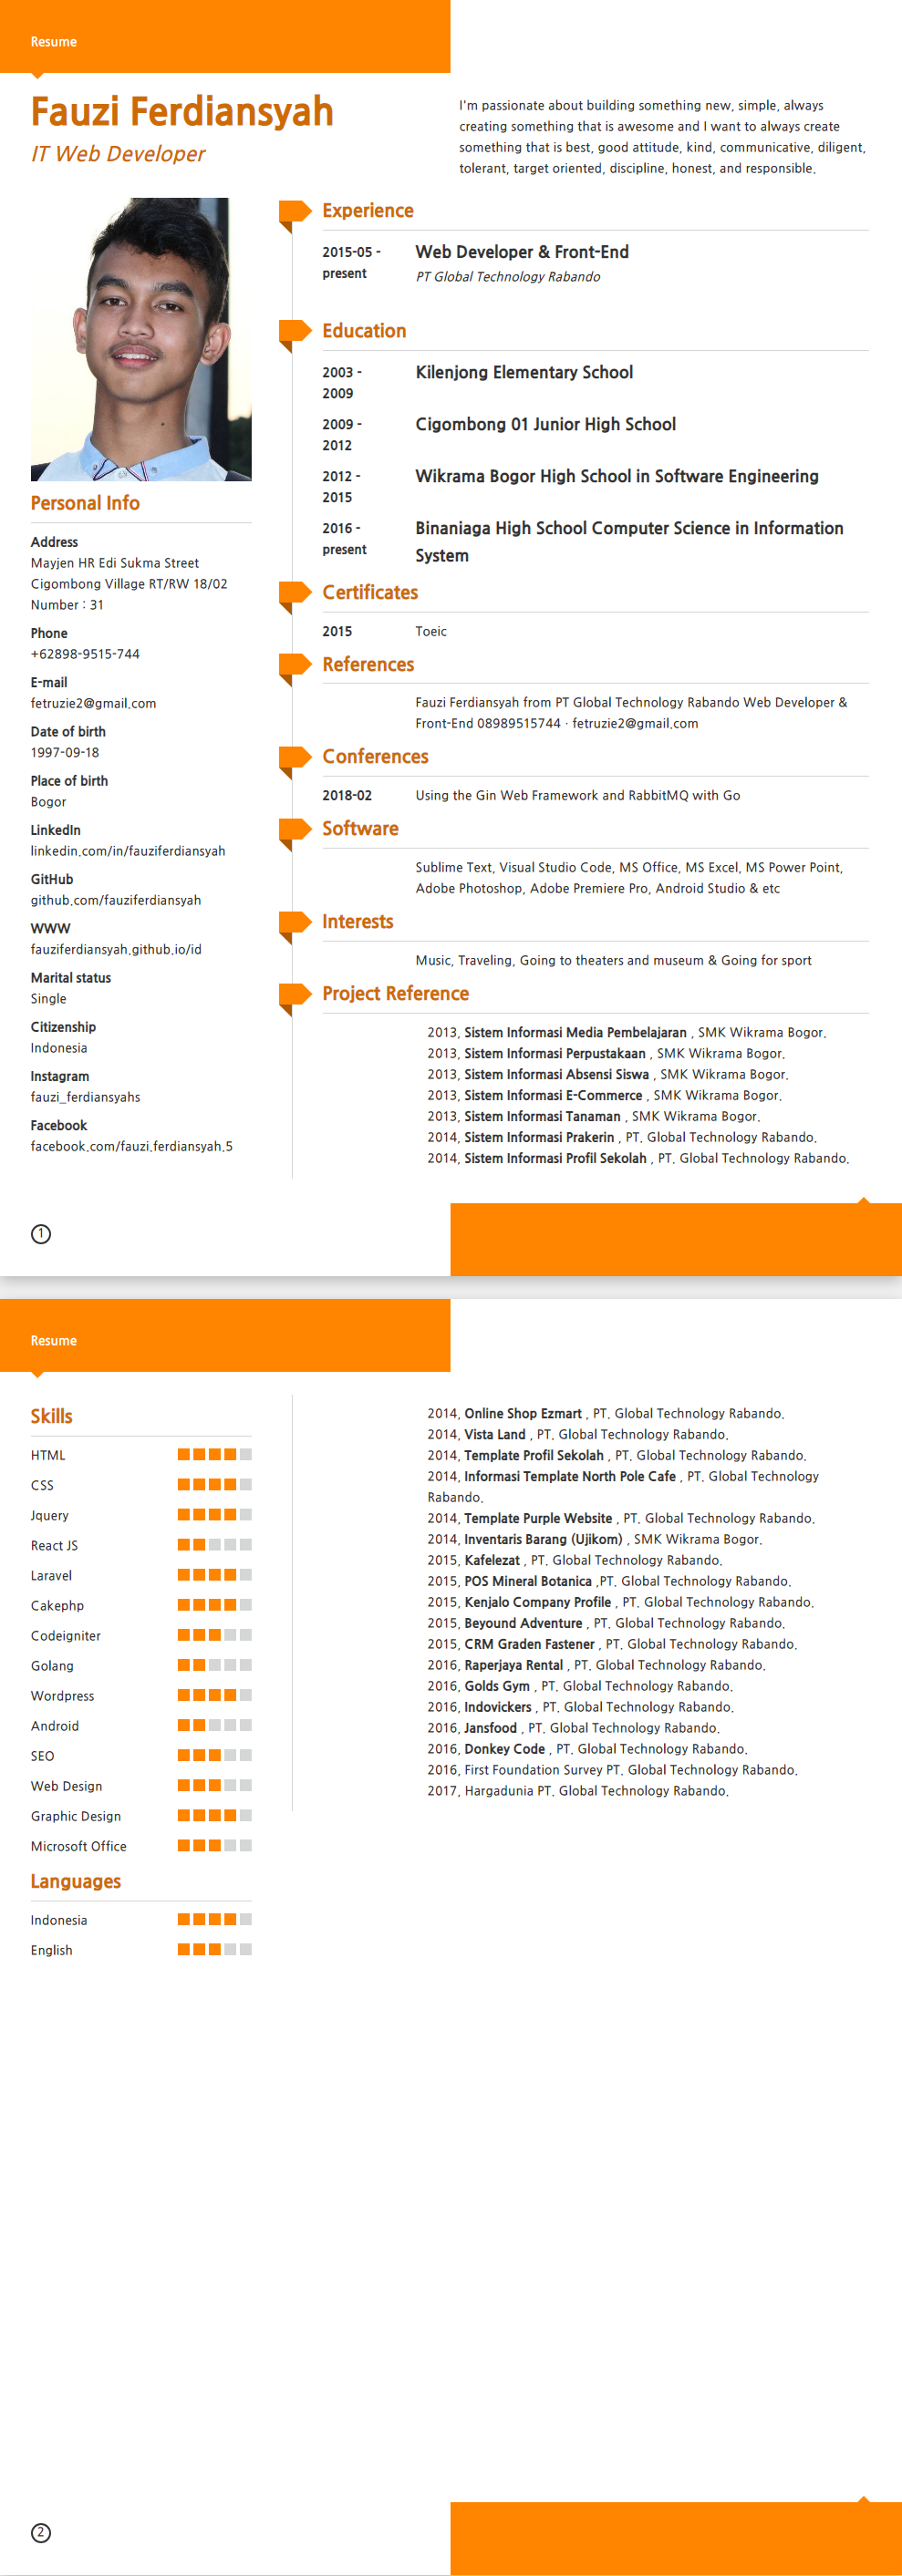 Resume
Fauzi Ferdiansyah
IT Web Developer
I'm passionate about building something new, simple, always
creating something that is awesome and I want to always create
something that is best, good attitude, kind, communicative, diligent,
tolerant, target oriented, discipline, honest, and responsible.
Personal Info
Address
Mayjen HR Edi Sukma Street
Cigombong Village RT/RW 18/02
Number : 31
Phone
+62898-9515-744
E-mail
fetruzie2@gmail.com
Date of birth
1997-09-18
Place of birth
Bogor
LinkedIn
linkedin.com/in/fauziferdiansyah
GitHub
github.com/fauziferdiansyah
WWW
fauziferdiansyah.github.io/id
Marital status
Single
Citizenship
Indonesia
Instagram
fauzi_ferdiansyahs
Facebook
facebook.com/fauzi.ferdiansyah.5
Experience
2015-05 - Web Developer & Front-End
present PT Global Technology Rabando
Education
2003 - Kilenjong Elementary School
2009
2009 - Cigombong 01 Junior High School
2012
2012 - Wikrama Bogor High School in Software Engineering
2015
2016 - Binaniaga High School Computer Science in Information
present System
Certificates
2015 Toeic
References
Fauzi Ferdiansyah from PT Global Technology Rabando Web Developer &
Front-End 08989515744 · fetruzie2@gmail.com
Conferences
2018-02 Using the Gin Web Framework and RabbitMQ with Go
Software
Sublime Text, Visual Studio Code, MS Office, MS Excel, MS Power Point,
Adobe Photoshop, Adobe Premiere Pro, Android Studio & etc
Interests
Music, Traveling, Going to theaters and museum & Going for sport
Project Reference
2013, Sistem Informasi Media Pembelajaran , SMK Wikrama Bogor.
2013, Sistem Informasi Perpustakaan , SMK Wikrama Bogor.
2013, Sistem Informasi Absensi Siswa , SMK Wikrama Bogor.
2013, Sistem Informasi E-Commerce , SMK Wikrama Bogor.
2013, Sistem Informasi Tanaman , SMK Wikrama Bogor.
2014, Sistem Informasi Prakerin , PT. Global Technology Rabando.
2014, Sistem Informasi Profil Sekolah , PT. Global Technology Rabando.
1
Resume
Skills
HTML
CSS
Jquery
React JS
Laravel
Cakephp
Codeigniter
Golang
Wordpress
Android
SEO
Web Design
Graphic Design
Microsoft Office
Languages
Indonesia
English
2014, Online Shop Ezmart , PT. Global Technology Rabando.
2014, Vista Land , PT. Global Technology Rabando.
2014, Template Profil Sekolah , PT. Global Technology Rabando.
2014, Informasi Template North Pole Cafe , PT. Global Technology
Rabando.
2014, Template Purple Website , PT. Global Technology Rabando.
2014, Inventaris Barang (Ujikom) , SMK Wikrama Bogor.
2015, Kafelezat , PT. Global Technology Rabando.
2015, POS Mineral Botanica ,PT. Global Technology Rabando.
2015, Kenjalo Company Profile , PT. Global Technology Rabando.
2015, Beyound Adventure , PT. Global Technology Rabando.
2015, CRM Graden Fastener , PT. Global Technology Rabando.
2016, Raperjaya Rental , PT. Global Technology Rabando.
2016, Golds Gym , PT. Global Technology Rabando.
2016, Indovickers , PT. Global Technology Rabando.
2016, Jansfood , PT. Global Technology Rabando.
2016, Donkey Code , PT. Global Technology Rabando.
2016, First Foundation Survey PT. Global Technology Rabando.
2017, Hargadunia PT. Global Technology Rabando.
2